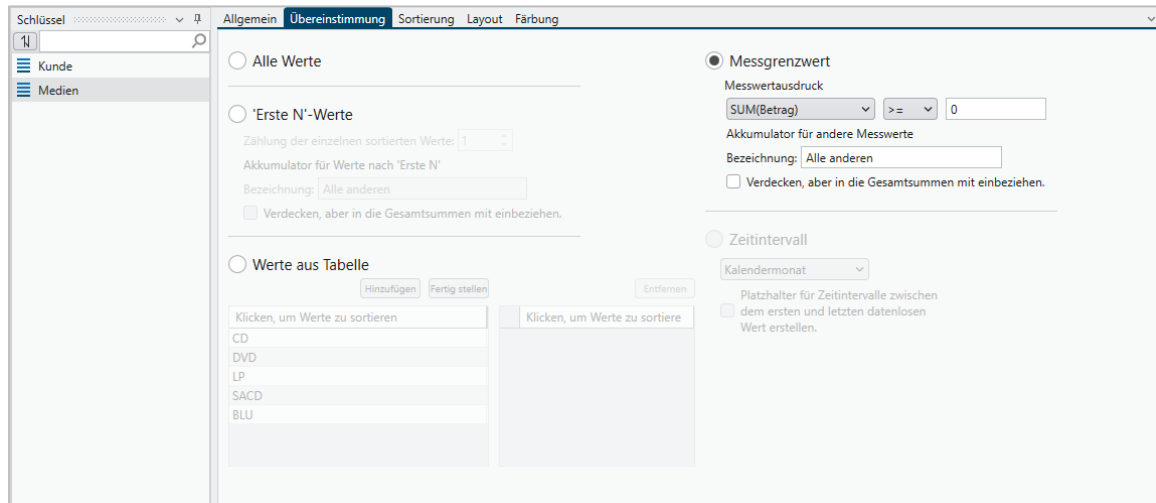 Schlüssel
Kunde
Medien
Allgemein Übereinstimmung Sortierung Layout Färbung
Alle Werte
'Erste N'-Werte
Zählung der einzelnen sortierten Werte: 1
Akkumulator für Werte nach 'Erste N'
Bezeichnung: Alle anderen
Verdecken, aber in die Gesamtsummen mit einbeziehen.
Werte aus Tabelle
Hinzufügen Fertig stellen Entfernen
Klicken, um Werte zu sortieren Klicken, um Werte zu sortiere
CD
DVD
LP
SACD
BLU
Messgrenzwert
Messwertausdruck
SUM(Betrag) >= 0
Akkumulator für andere Messwerte
Bezeichnung: Alle anderen
Verdecken, aber in die Gesamtsummen mit einbeziehen.
Zeitintervall
Kalendermonat
Platzhalter für Zeitintervalle zwischen
dem ersten und letzten datenlosen
Wert erstellen.